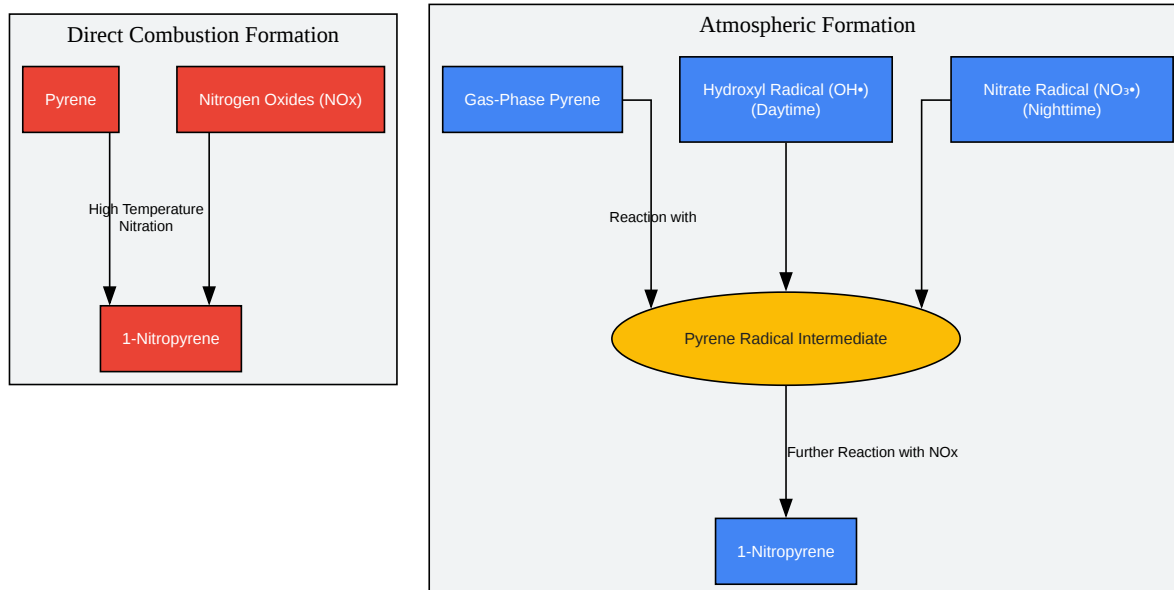 Direct Combustion Formation
Pyrene
Nitrogen Oxides (NOx)
High Temperature
Nitration
1-Nitropyrene
Atmospheric Formation
Gas-Phase Pyrene
Hydroxyl Radical (OH•)
(Daytime)
Nitrate Radical (NO₃•)
(Nighttime)
Reaction with
Pyrene Radical Intermediate
Further Reaction with NOx
1-Nitropyrene